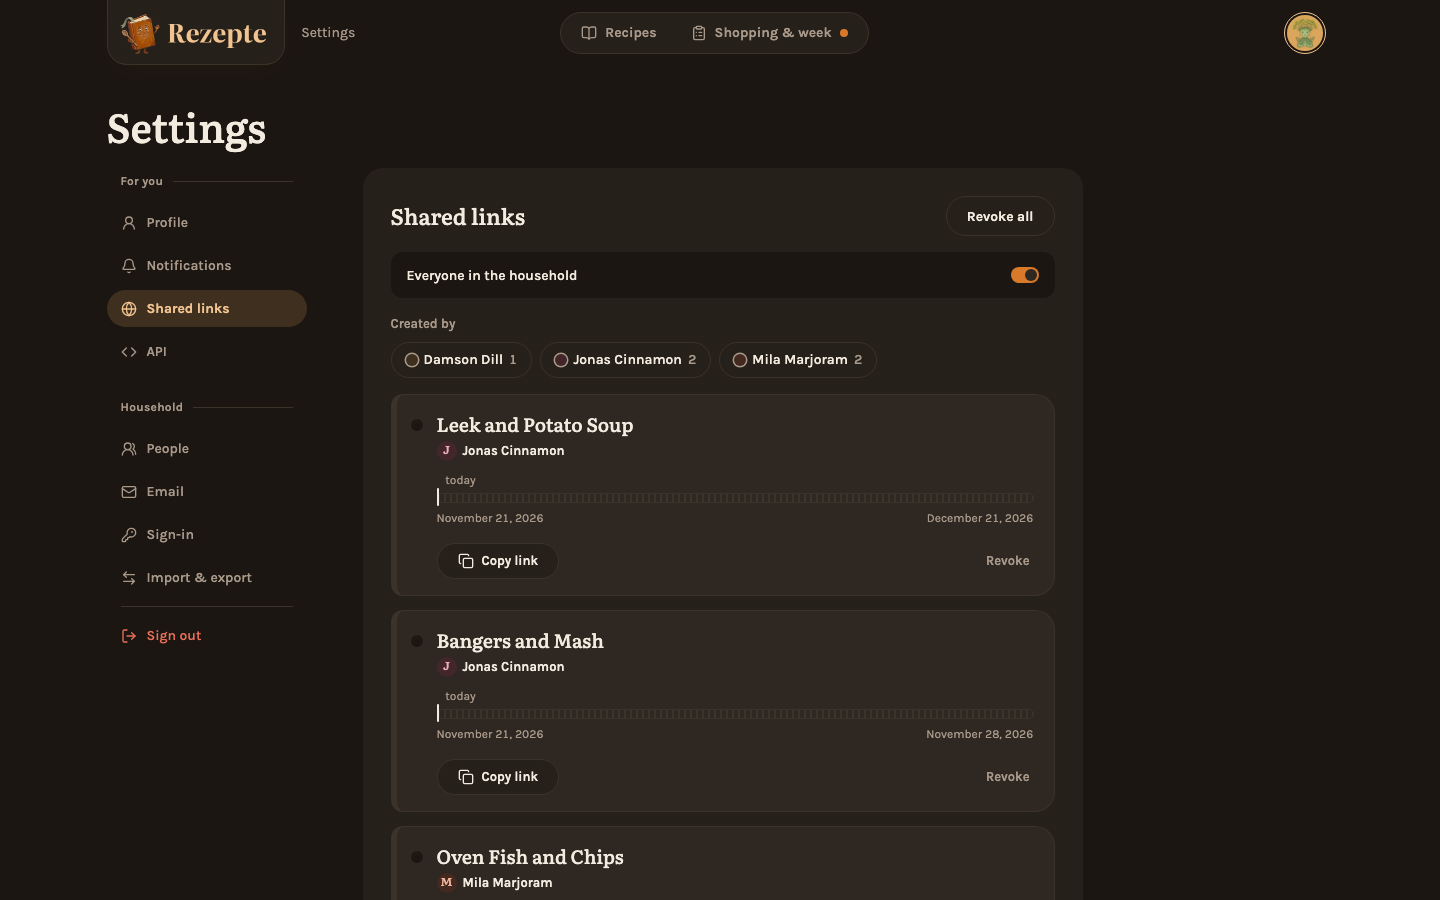 Rezepte
Settings
Recipes
Shopping & week
Settings
For you
Profile
Notifications
Shared links
API
Household
People
Email
Sign-in
Import & export
Sign out
Shared links
Revoke all
Everyone in the household
Created by
Damson Dill 1
Jonas Cinnamon 2
Mila Marjoram 2
Leek and Potato Soup
J Jonas Cinnamon
today
November 21, 2026
December 21, 2026
Copy link
Revoke
Bangers and Mash
J Jonas Cinnamon
today
November 21, 2026
November 28, 2026
Copy link
Revoke
Oven Fish and Chips
M Mila Marjoram